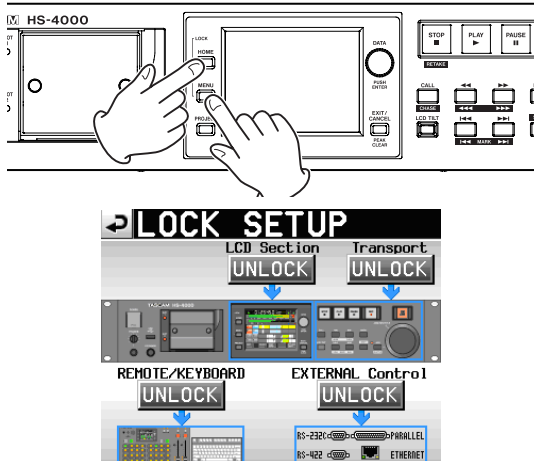 M HS-4000
LOCK
HOME
MENU
PROJE
DATA
PUSH
ENTER
EXIT/
CANCEL
PEAK
CLEAR
STOP
PLAY
PAUSE
RETAKE
CALL
CHASE
LCD TILT
MARK
LOCK SETUP
LCD Section Transport
UNLOCK UNLOCK
TASCAM HS-4000
REMOTE/KEYBOARD EXTERNAL Control
UNLOCK UNLOCK
RS-232C PARALLEL
RS-422 ETHERNET